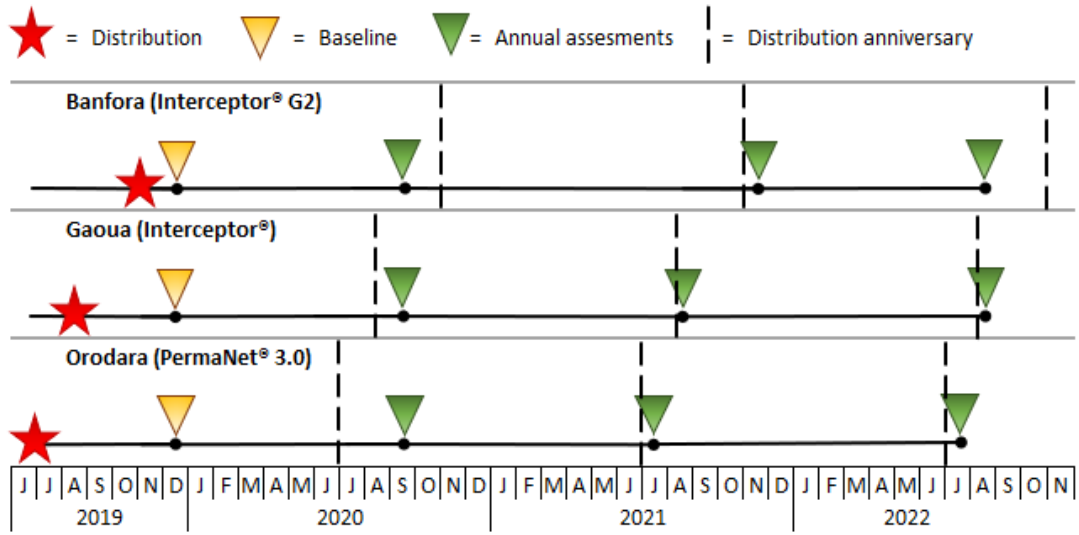 = Distribution = Baseline = Annual assesments = Distribution anniversary
Banfora (Interceptor® G2)
Gaoua (Interceptor®)
Orodara (PermaNet® 3.0)
J J A S O N D J F M A M J J A S O N D J F M A M J J A S O N D J F M A M J J A S O N
2019 2020 2021 2022